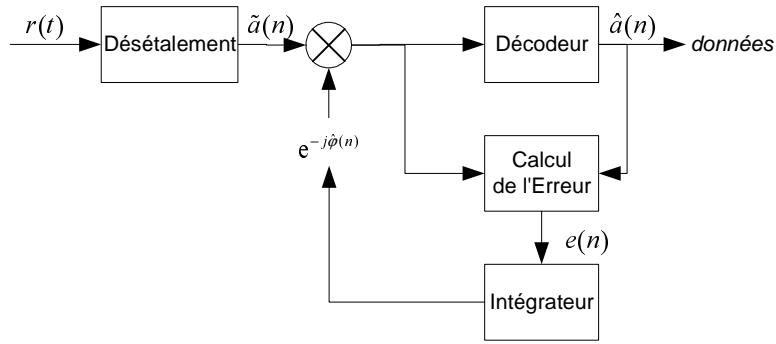 r(t)
Désétalement
ã(n)
Décodeur
â(n)
données
e^{-jφ̂(n)}
Calcul
de l'Erreur
e(n)
Intégrateur